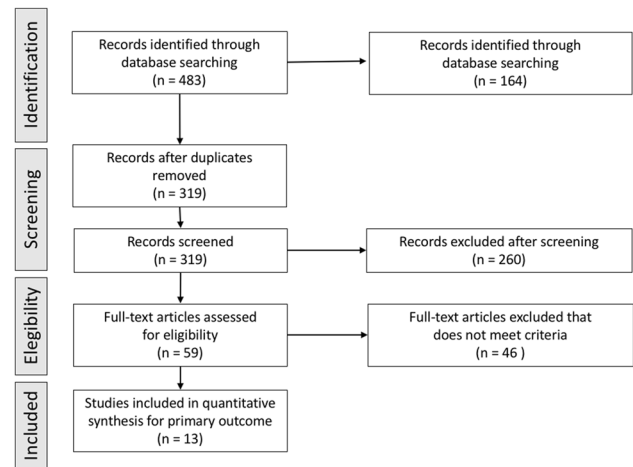 Identification
Records identified through
database searching
(n = 483)
Records identified through
database searching
(n = 164)
Screening
Records after duplicates
removed
(n = 319)
Records screened
(n = 319)
Records excluded after screening
(n = 260)
Elegibility
Full-text articles assessed
for eligibility
(n = 59)
Full-text articles excluded that
does not meet criteria
(n = 46 )
Included
Studies included in quantitative
synthesis for primary outcome
(n = 13)